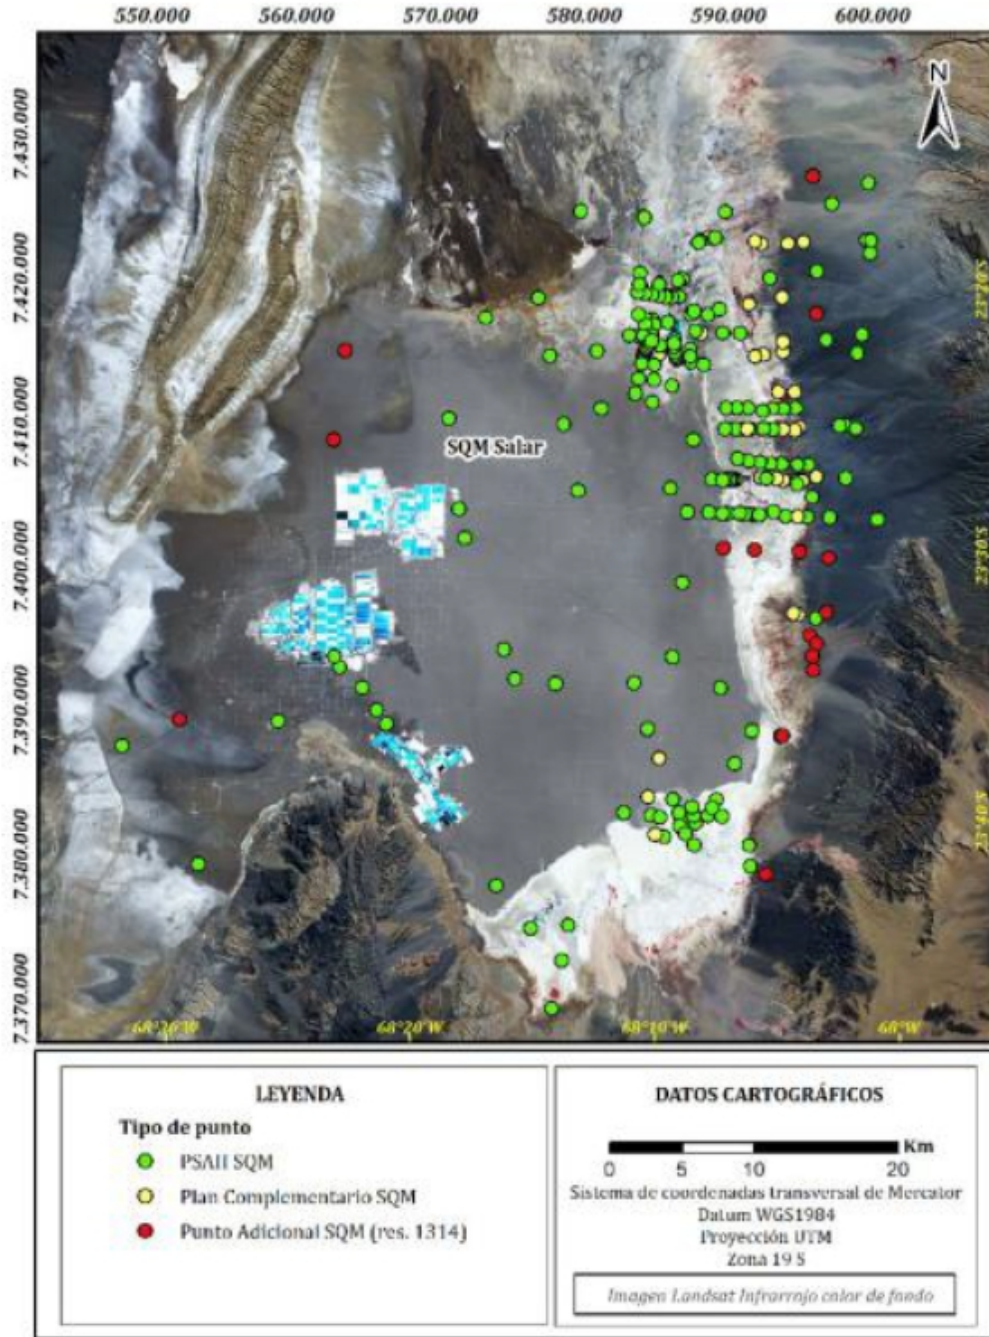 550.000 560.000 570.000 580.000 590.000 600.000
N
7.430.000
7.420.000
7.410.000
7.400.000
7.390.000
7.380.000
7.370.000
SQM Salar
23°30'S
23°40'S
68°20'W
68°10'W
68°W
LEYENDA
Tipo de punto
PSAH SQM
Plan Complementario SQM
Punto Adicional SQM (res. 1314)
DATOS CARTOGRÁFICOS
Km
0 5 10 20
Sistema de coordenadas transversal de Mercator
Datum WGS1984
Proyección UTM
Zona 19 S
Imagen Landsat Infrarrojo color de fondo